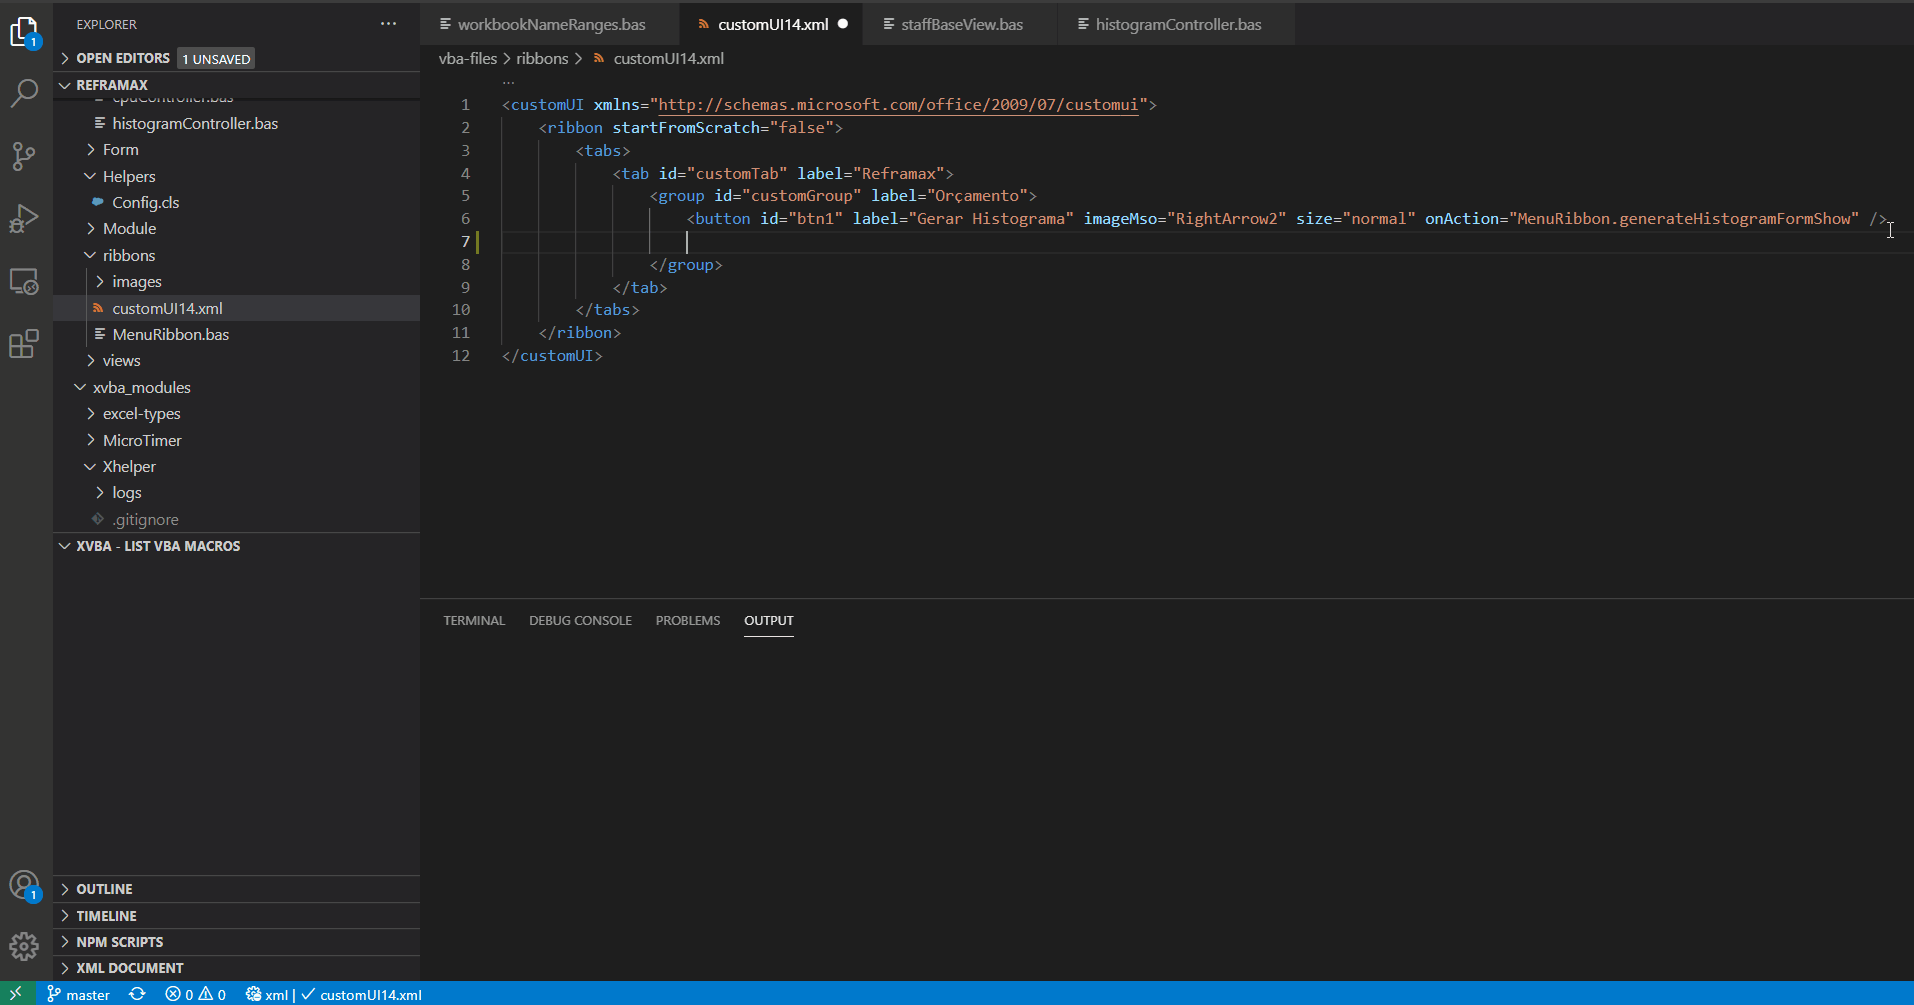 EXPLORER
OPEN EDITORS 1 UNSAVED
REFRAMAX
cpuController.bas
histogramController.bas
Form
Helpers
Config.cls
Module
ribbons
images
customUI14.xml
MenuRibbon.bas
views
xvba_modules
excel-types
MicroTimer
Xhelper
logs
.gitignore
XVBA - LIST VBA MACROS
OUTLINE
TIMELINE
NPM SCRIPTS
XML DOCUMENT
workbookNameRanges.bas customUI14.xml staffBaseView.bas histogramController.bas
vba-files > ribbons > customUI14.xml
...
1 <customUI xmlns="http://schemas.microsoft.com/office/2009/07/customui">
2 <ribbon startFromScratch="false">
3 <tabs>
4 <tab id="customTab" label="Reframax">
5 <group id="customGroup" label="Orçamento">
6 <button id="btn1" label="Gerar Histograma" imageMso="RightArrow2" size="normal" onAction="MenuRibbon.generateHistogramFormShow" />
7
8 </group>
9 </tab>
10 </tabs>
11 </ribbon>
12 </customUI>
TERMINAL DEBUG CONSOLE PROBLEMS OUTPUT
1
1
master 0 0 xml | customUI14.xml